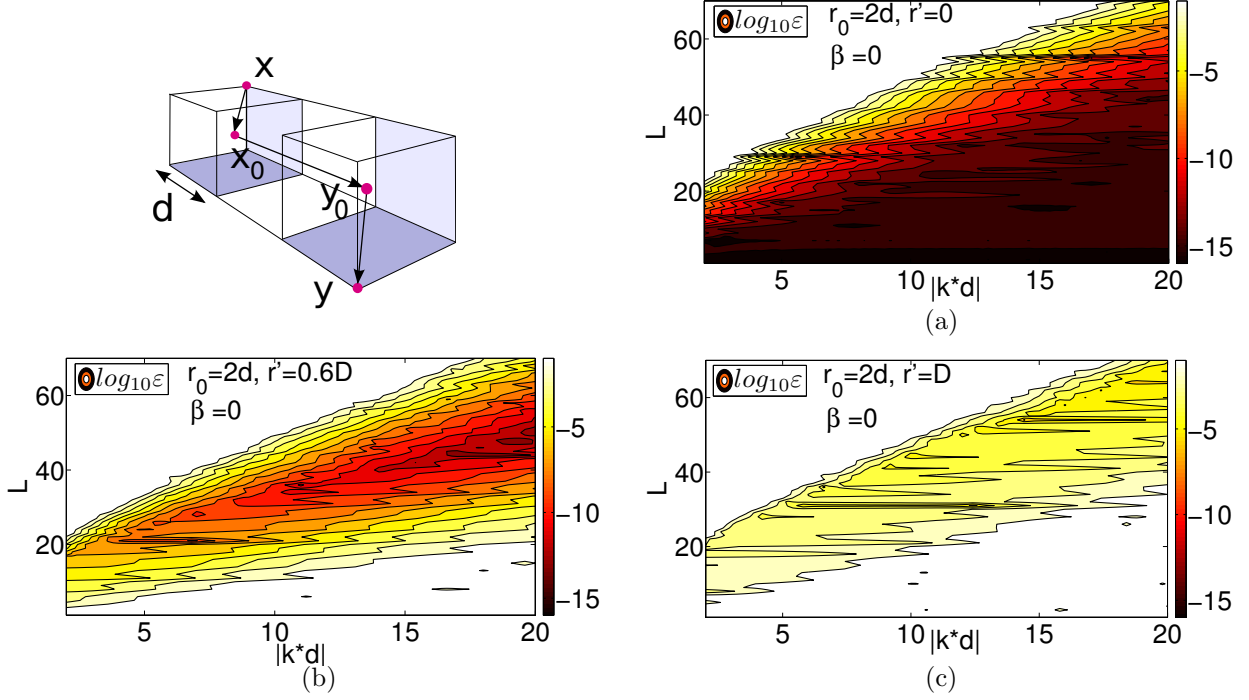 x
x₀
y₀
d
y
log₁₀ε
r₀=2d, r'=0
β =0
L
60
40
20
5
10
15
20
|k*d|
−5
−10
−15
(a)
log₁₀ε
r₀=2d, r'=0.6D
β =0
L
60
40
20
5
10
15
20
|k*d|
−5
−10
−15
(b)
log₁₀ε
r₀=2d, r'=D
β =0
L
60
40
20
5
10
15
20
|k*d|
−5
−10
−15
(c)